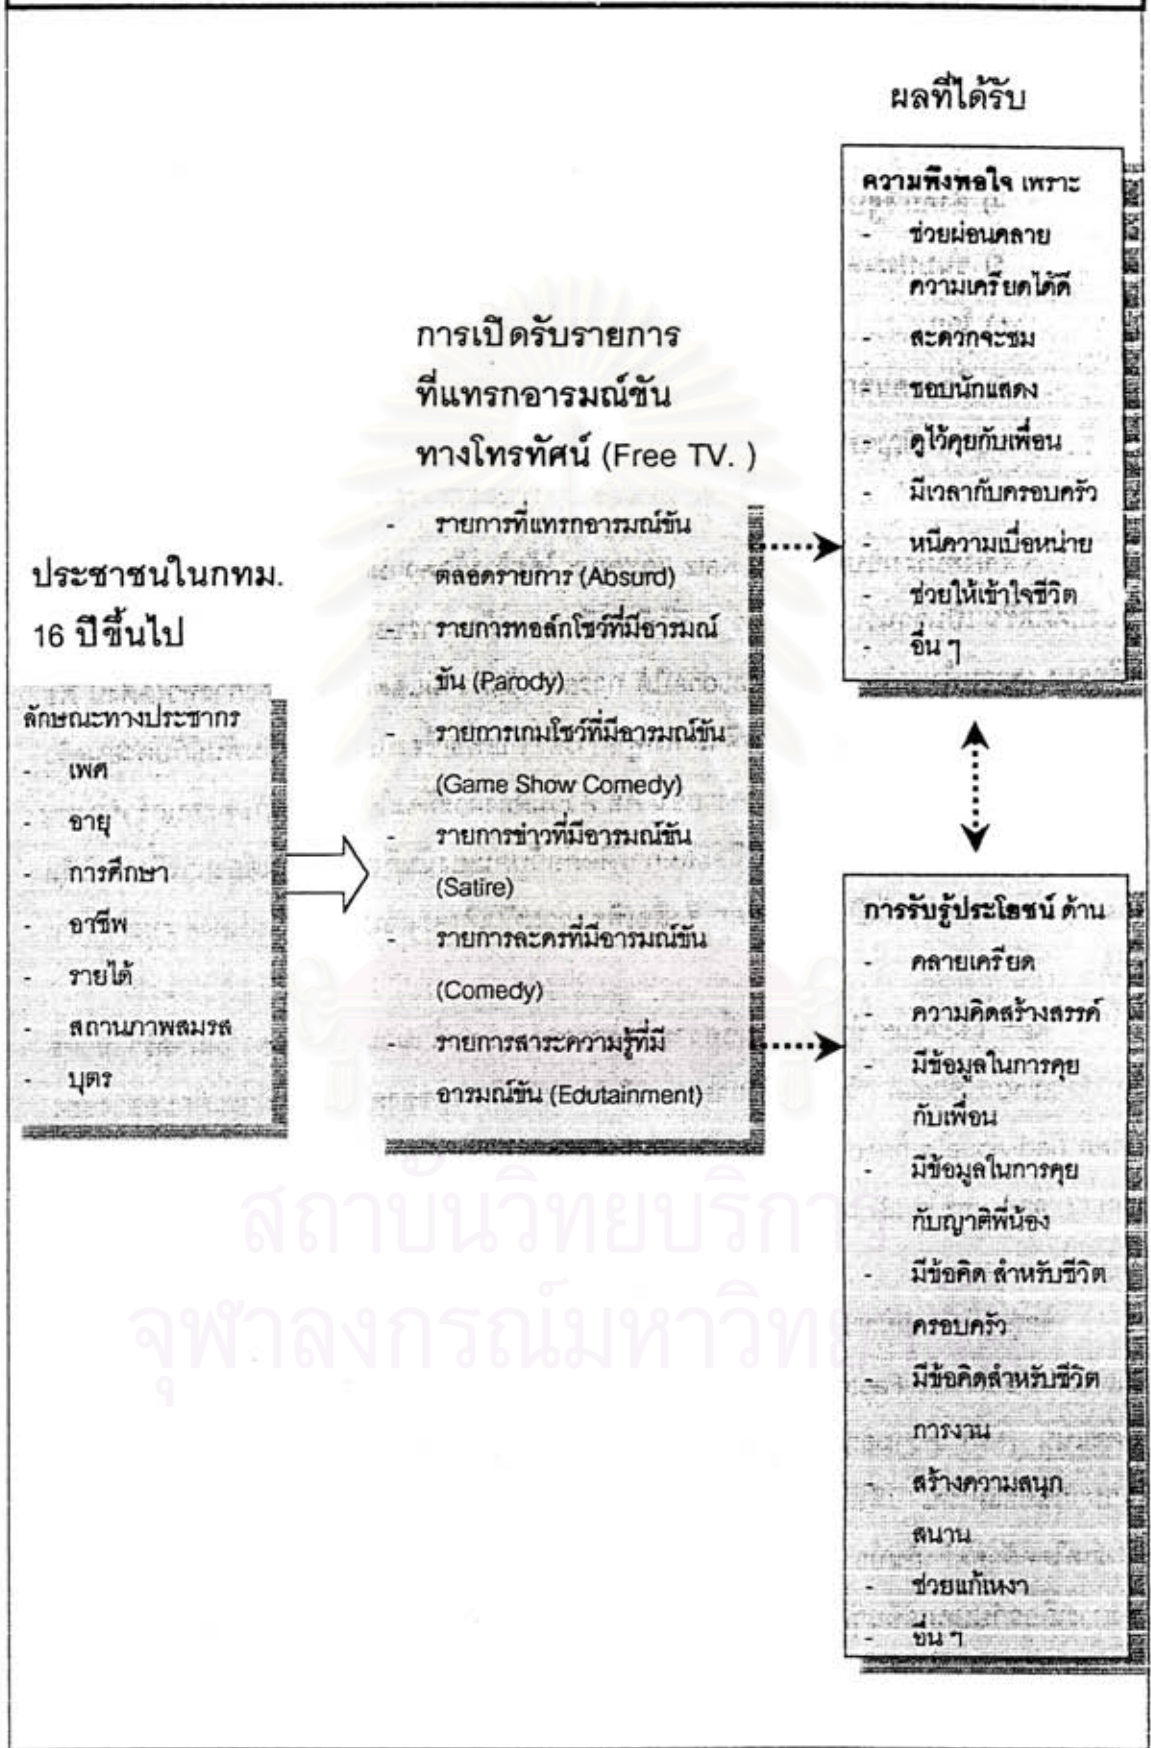 ผลที่ได้รับ
ความพึงพอใจ เพราะ
- ช่วยผ่อนคลาย
ความเครียดได้ดี
- สะดวกจะชม
- ชอบนักแสดง
- ดูไว้คุยกับเพื่อน
- มีเวลากับครอบครัว
- หนีความเบื่อหน่าย
- ช่วยให้เข้าใจชีวิต
- อื่น ๆ
การเปิดรับรายการ
ที่แทรกอารมณ์ขัน
ทางโทรทัศน์ (Free TV. )
- รายการที่แทรกอารมณ์ขัน
ตลอดรายการ (Absurd)
- รายการทอล์กโชว์ที่มีอารมณ์
ขัน (Parody)
- รายการเกมโชว์ที่มีอารมณ์ขัน
(Game Show Comedy)
- รายการข่าวที่มีอารมณ์ขัน
(Satire)
- รายการละครที่มีอารมณ์ขัน
(Comedy)
- รายการสาระความรู้ที่มี
อารมณ์ขัน (Edutainment)
ประชาชนในกทม.
16 ปีขึ้นไป
ลักษณะทางประชากร
- เพศ
- อายุ
- การศึกษา
- อาชีพ
- รายได้
- สถานภาพสมรส
- บุตร
การรับรู้ประโยชน์ ด้าน
- คลายเครียด
- ความคิดสร้างสรรค์
- มีข้อมูลในการคุย
กับเพื่อน
- มีข้อมูลในการคุย
กับญาติพี่น้อง
- มีข้อคิด สำหรับชีวิต
ครอบครัว
- มีข้อคิดสำหรับชีวิต
การงาน
- สร้างความสนุก
สนาน
- ช่วยแก้เหงา
- อื่น ๆ
สถาบันวิทยบริการ
จุฬาลงกรณ์มหาวิท